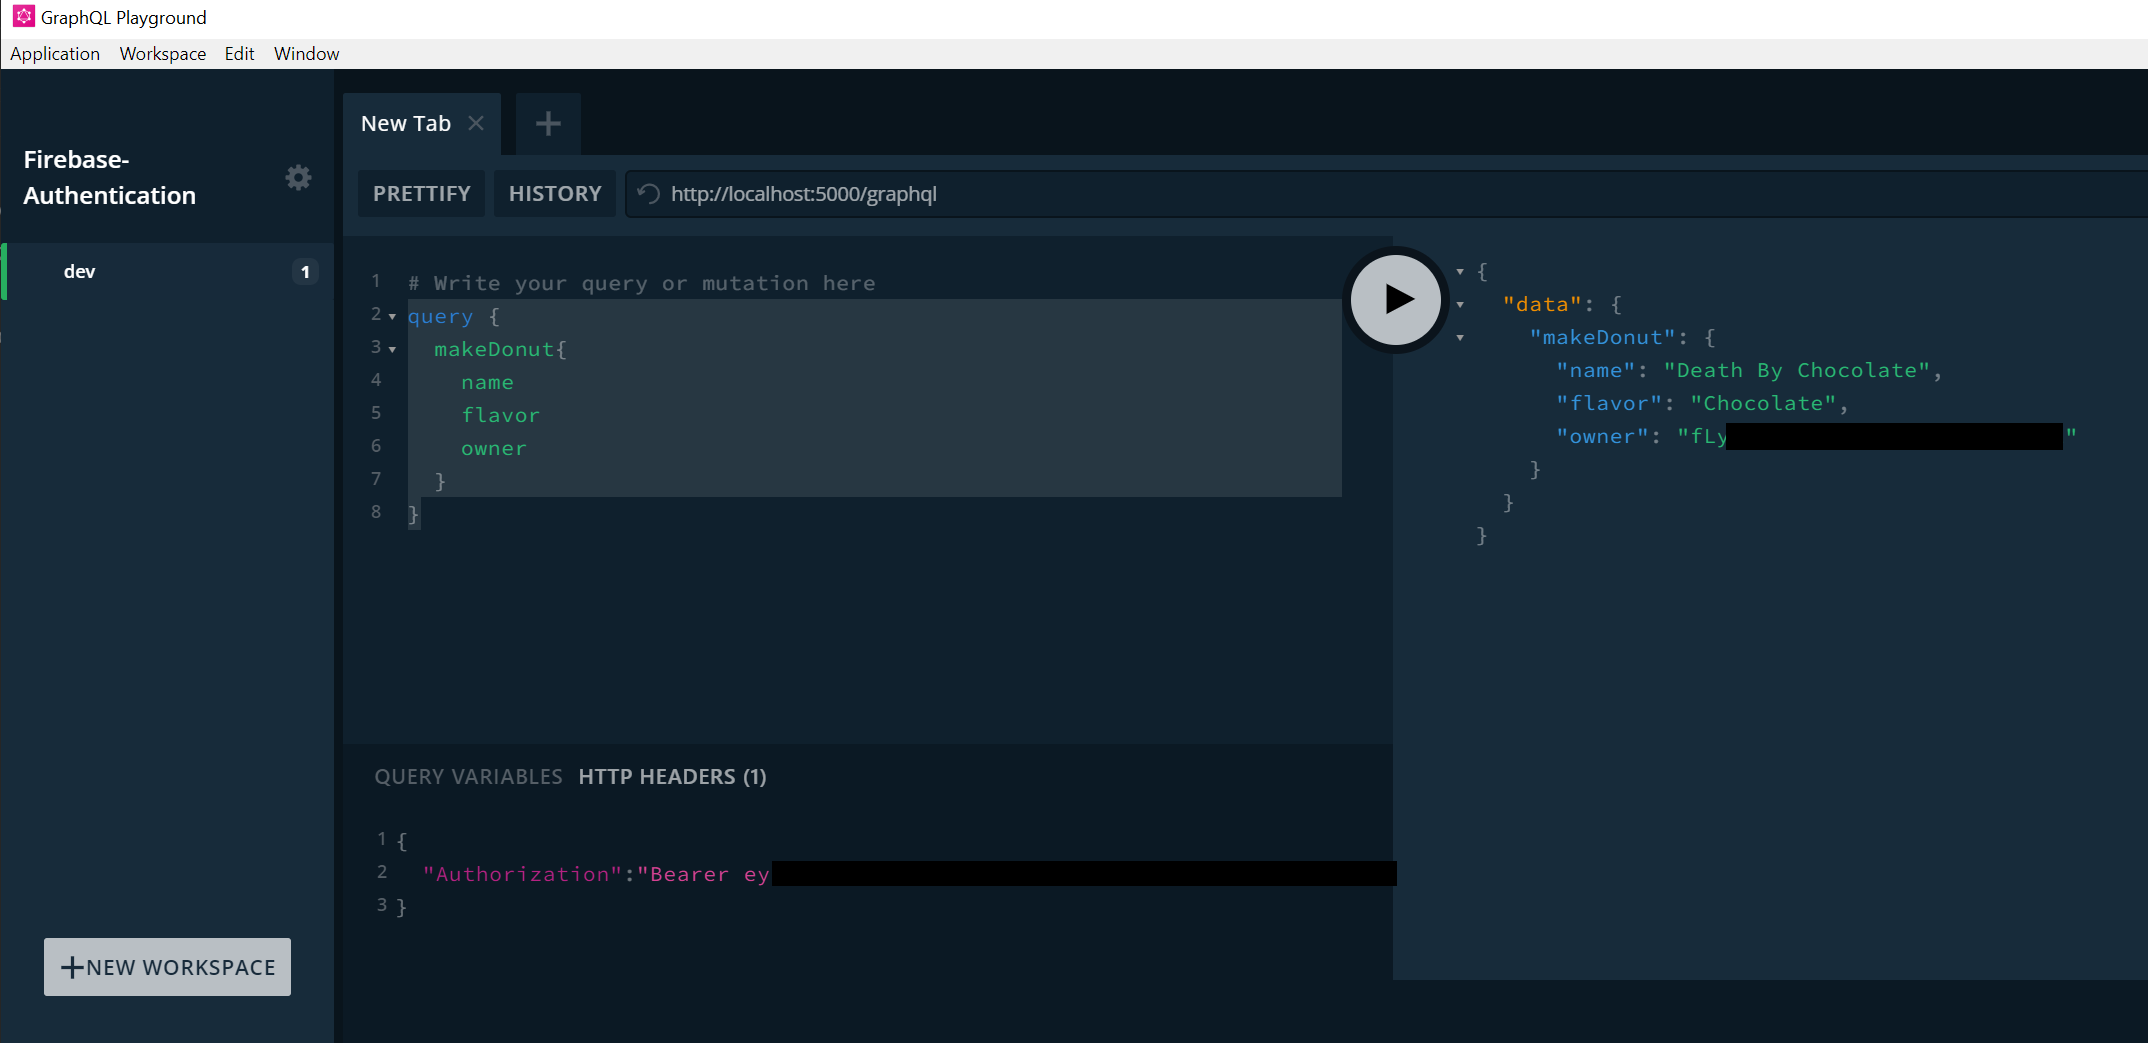 GraphQL Playground
Application Workspace Edit Window
Firebase-
Authentication
dev 1
+NEW WORKSPACE
New Tab
PRETTIFY HISTORY http://localhost:5000/graphql
1 # Write your query or mutation here
2 query {
3 makeDonut{
4 name
5 flavor
6 owner
7 }
8 }
QUERY VARIABLES HTTP HEADERS (1)
1 {
2 "Authorization":"Bearer ey
3 }
{
"data": {
"makeDonut": {
"name": "Death By Chocolate",
"flavor": "Chocolate",
"owner": "fLy"
}
}
}